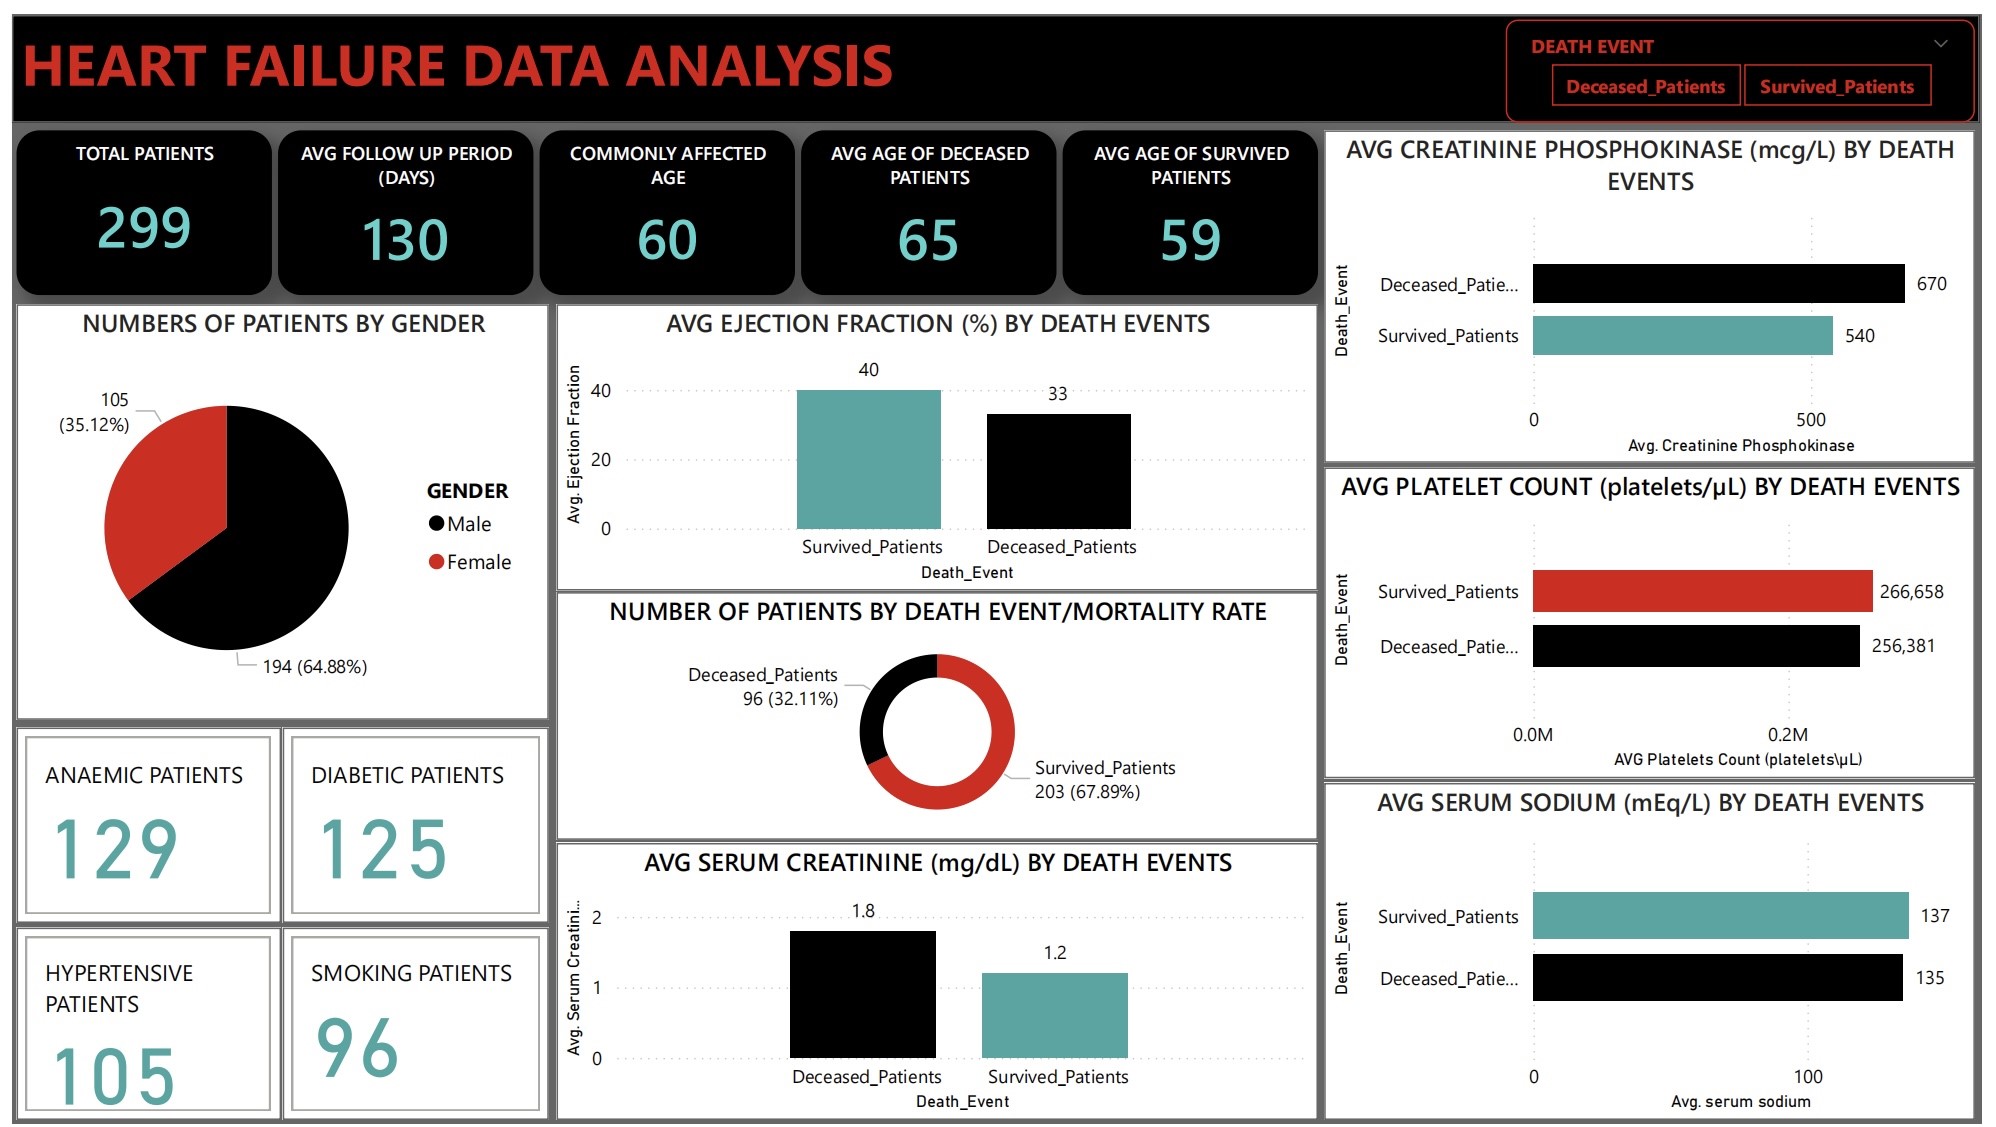 HEART FAILURE DATA ANALYSIS
DEATH EVENT
Deceased_Patients
Survived_Patients
TOTAL PATIENTS
299
AVG FOLLOW UP PERIOD
(DAYS)
130
COMMONLY AFFECTED
AGE
60
AVG AGE OF DECEASED
PATIENTS
65
AVG AGE OF SURVIVED
PATIENTS
59
NUMBERS OF PATIENTS BY GENDER
105
(35.12%)
194 (64.88%)
GENDER
Male
Female
ANAEMIC PATIENTS
129
DIABETIC PATIENTS
125
HYPERTENSIVE
PATIENTS
105
SMOKING PATIENTS
96
AVG EJECTION FRACTION (%) BY DEATH EVENTS
Avg. Ejection Fraction
40
20
0
40
33
Survived_Patients
Deceased_Patients
Death_Event
NUMBER OF PATIENTS BY DEATH EVENT/MORTALITY RATE
Deceased_Patients
96 (32.11%)
Survived_Patients
203 (67.89%)
AVG SERUM CREATININE (mg/dL) BY DEATH EVENTS
Avg. Serum Creatini...
2
1
0
1.8
1.2
Deceased_Patients
Survived_Patients
Death_Event
AVG CREATININE PHOSPHOKINASE (mcg/L) BY DEATH
EVENTS
Death_Event
Deceased_Patie...
670
Survived_Patients
540
0
500
Avg. Creatinine Phosphokinase
AVG PLATELET COUNT (platelets/µL) BY DEATH EVENTS
Death_Event
Survived_Patients
266,658
Deceased_Patie...
256,381
0.0M
0.2M
AVG Platelets Count (platelets\µL)
AVG SERUM SODIUM (mEq/L) BY DEATH EVENTS
Death_Event
Survived_Patients
137
Deceased_Patie...
135
0
100
Avg. serum sodium